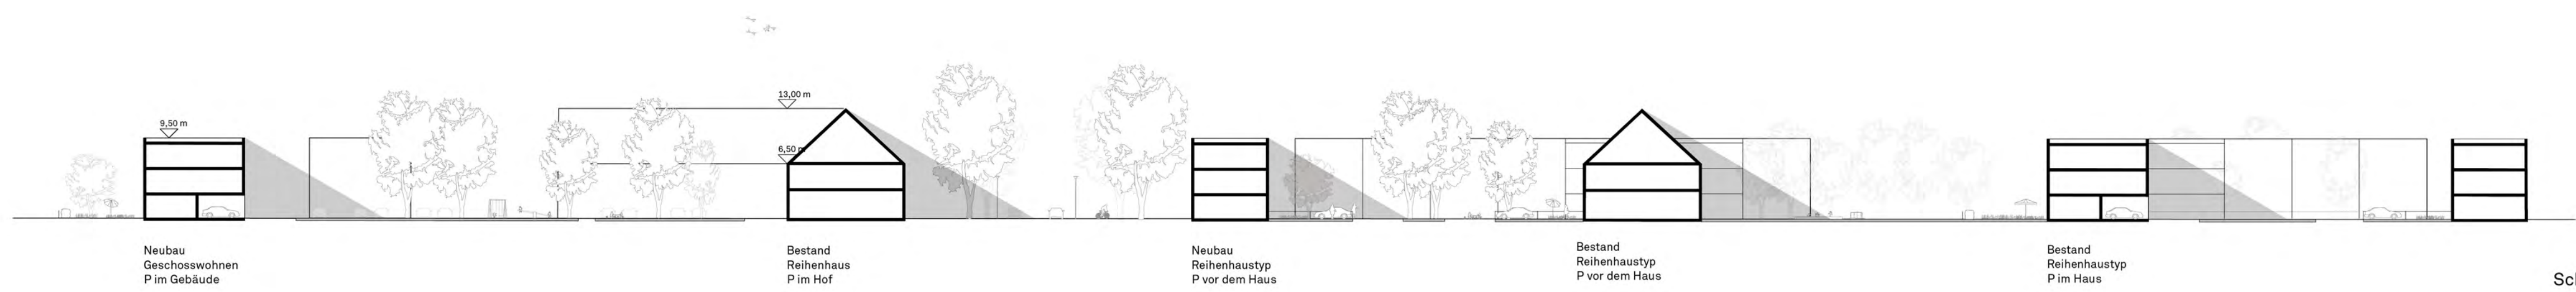 13,00 m
9,50 m
6,50
Neubau
Geschosswohnen
P im Gebäude
Bestand
Reihenhaus
P im Hof
Neubau
Reihenhaustyp
P vor dem Haus
Bestand
Reihenhaustyp
P vor dem Haus
Bestand
Reihenhaustyp
P im Haus